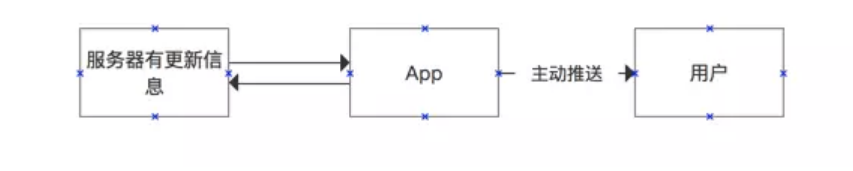 服务器有更新信
息
App
主动推送
用户